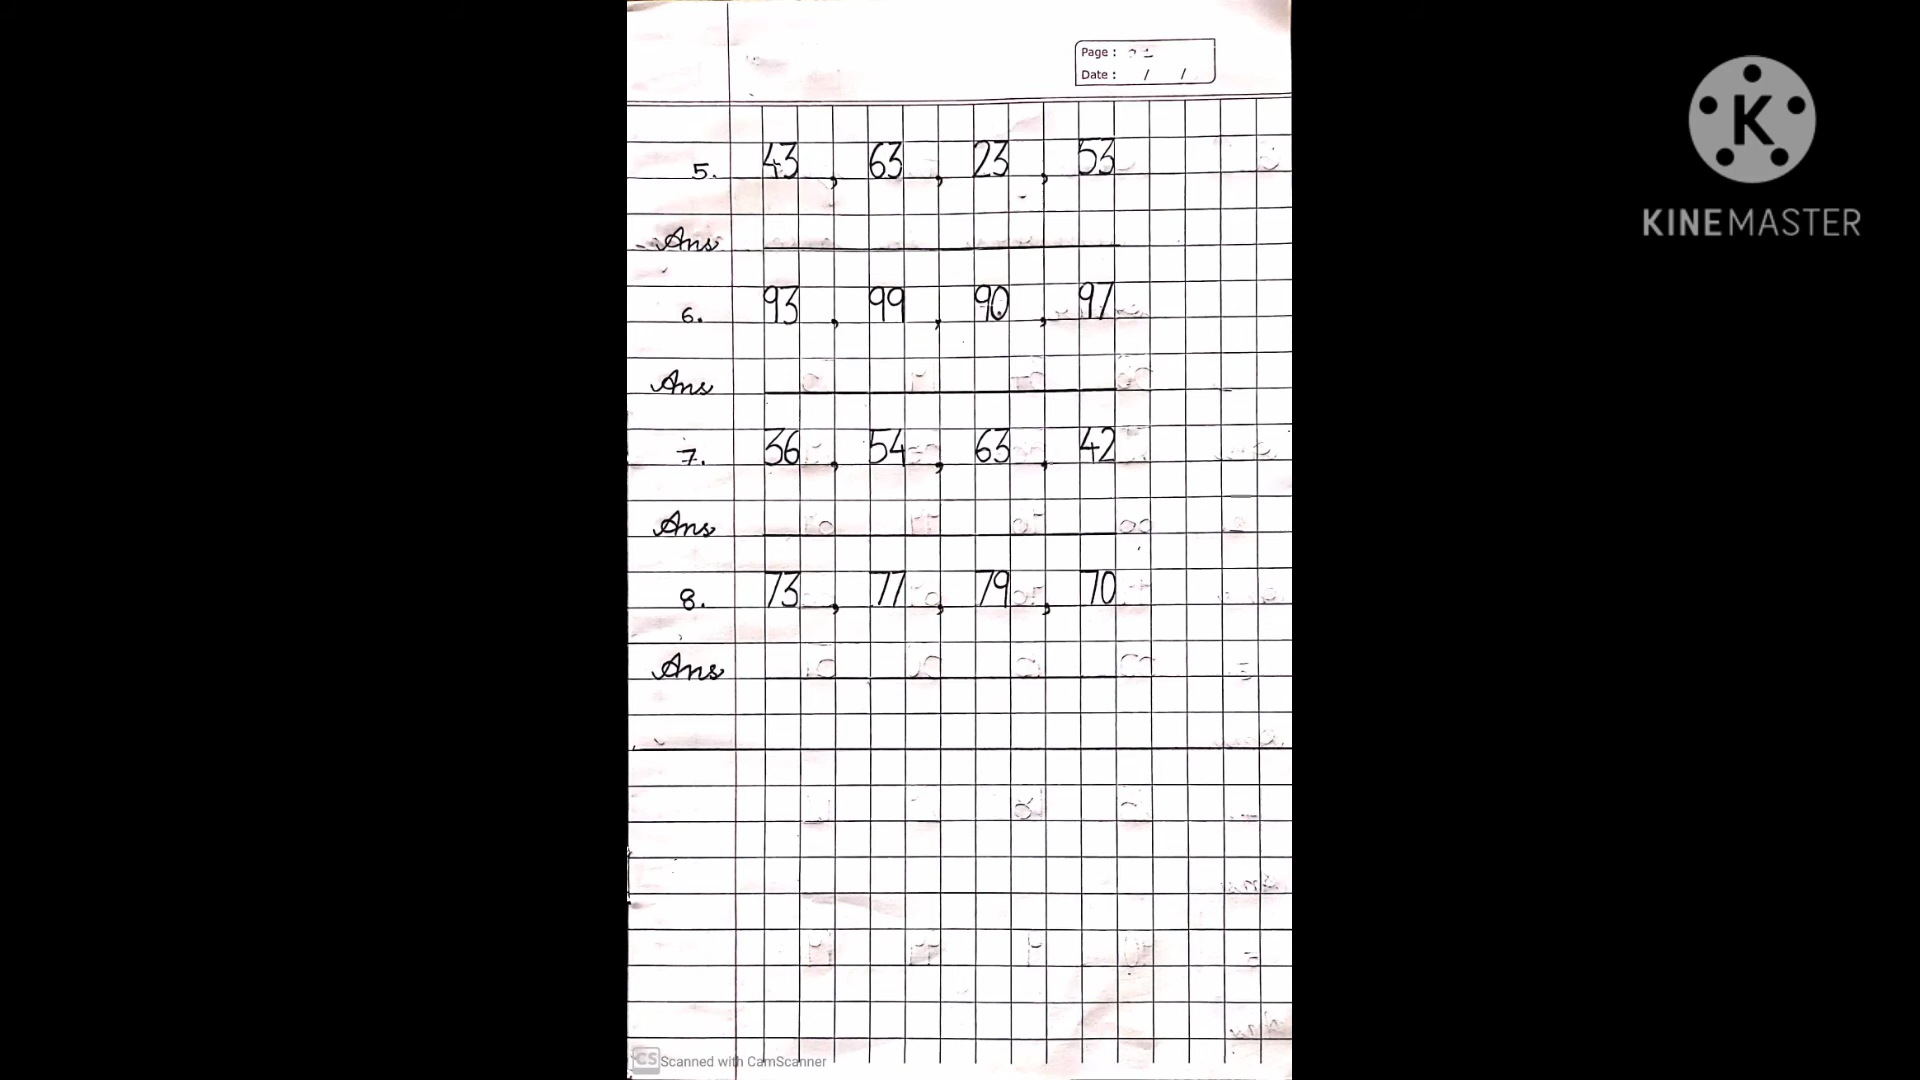 Page :
Date : / /
K
KINEMASTER
5. 43 , 63 , 23 , 53
Ans
6. 93 , 99 , 90 , 97
Ans
7. 36 , 54 , 63 , 42
Ans
8. 73 , 77 , 79 , 70
Ans
CS Scanned with CamScanner